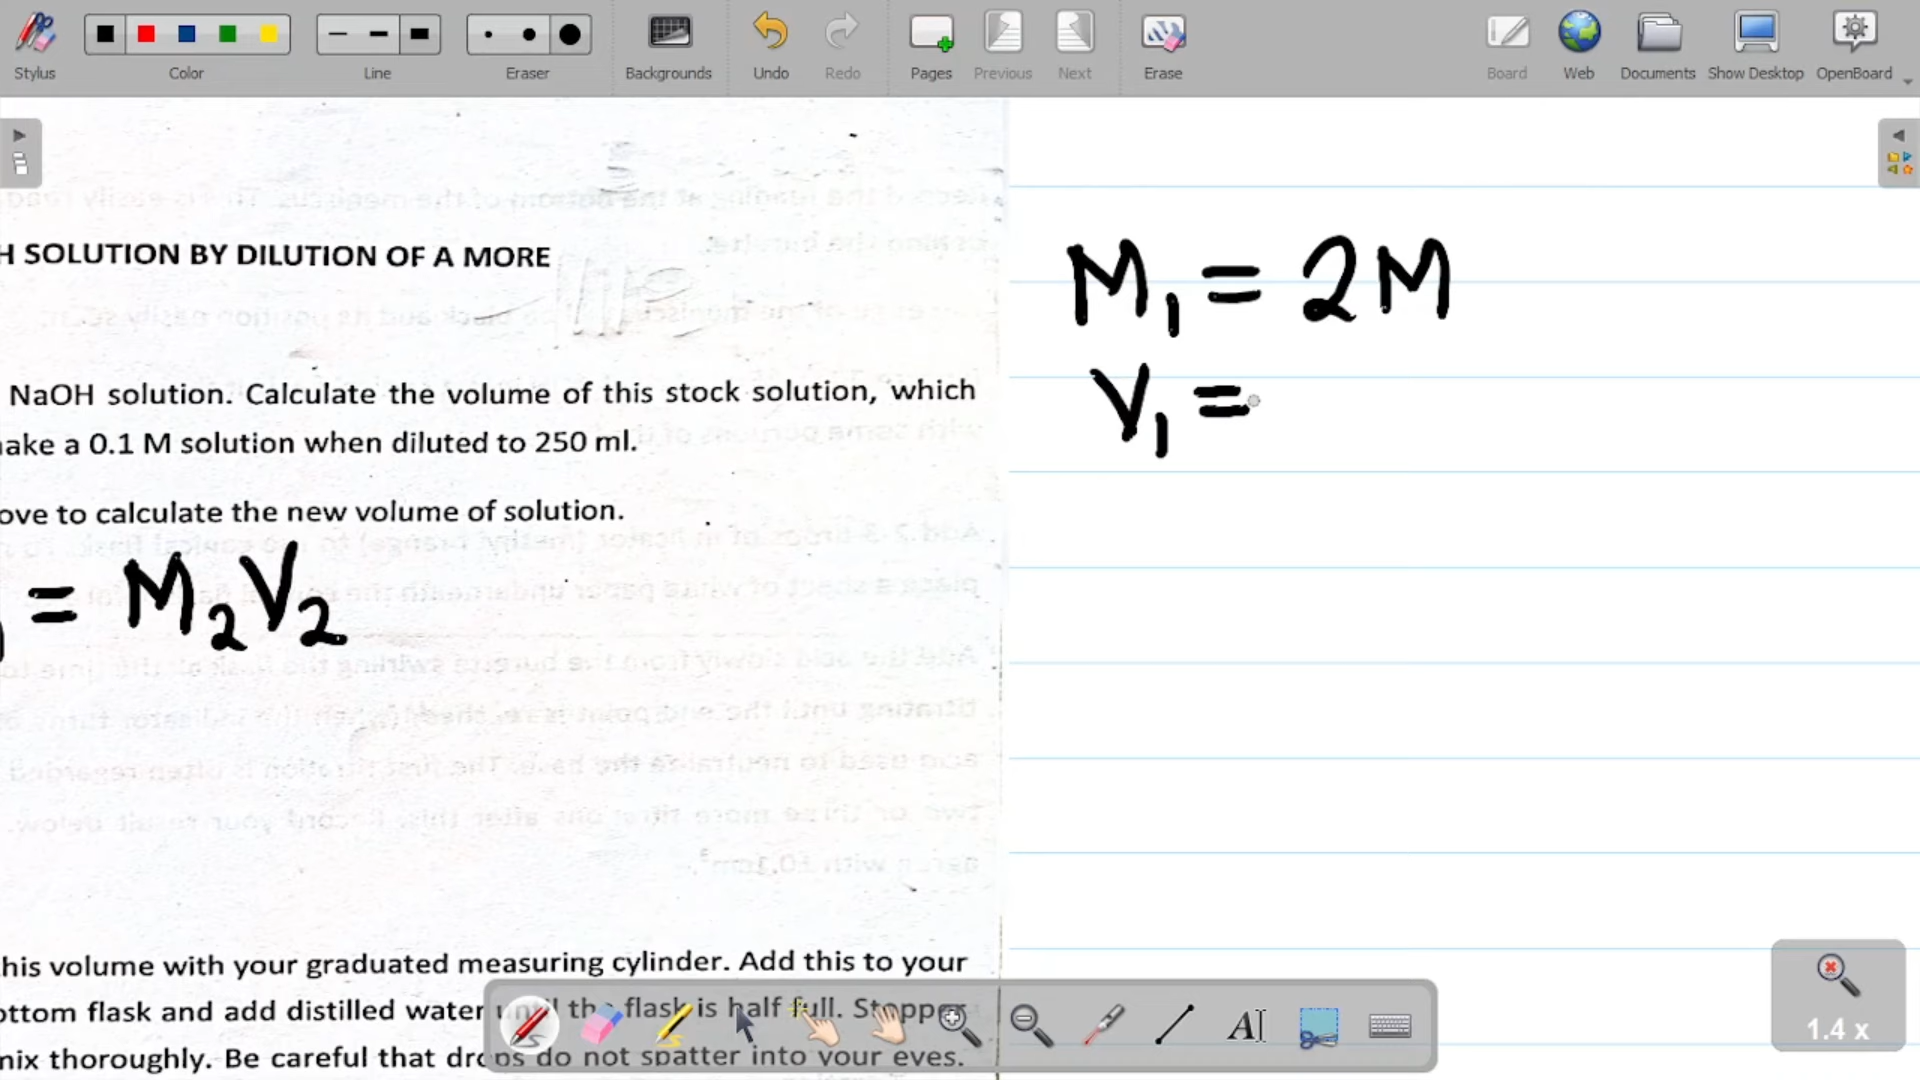 Stylus Color Line Eraser Backgrounds Undo Redo Pages Previous Next Erase Board Web Documents Show Desktop OpenBoard
H SOLUTION BY DILUTION OF A MORE
NaOH solution. Calculate the volume of this stock solution, which
ake a 0.1 M solution when diluted to 250 ml.
ove to calculate the new volume of solution.
= M₂V₂
his volume with your graduated measuring cylinder. Add this to your
ottom flask and add distilled water until the flask is half full. Stopper
mix thoroughly. Be careful that drops do not spatter into your eyes.
M₁ = 2M
V₁ =
1.4 x